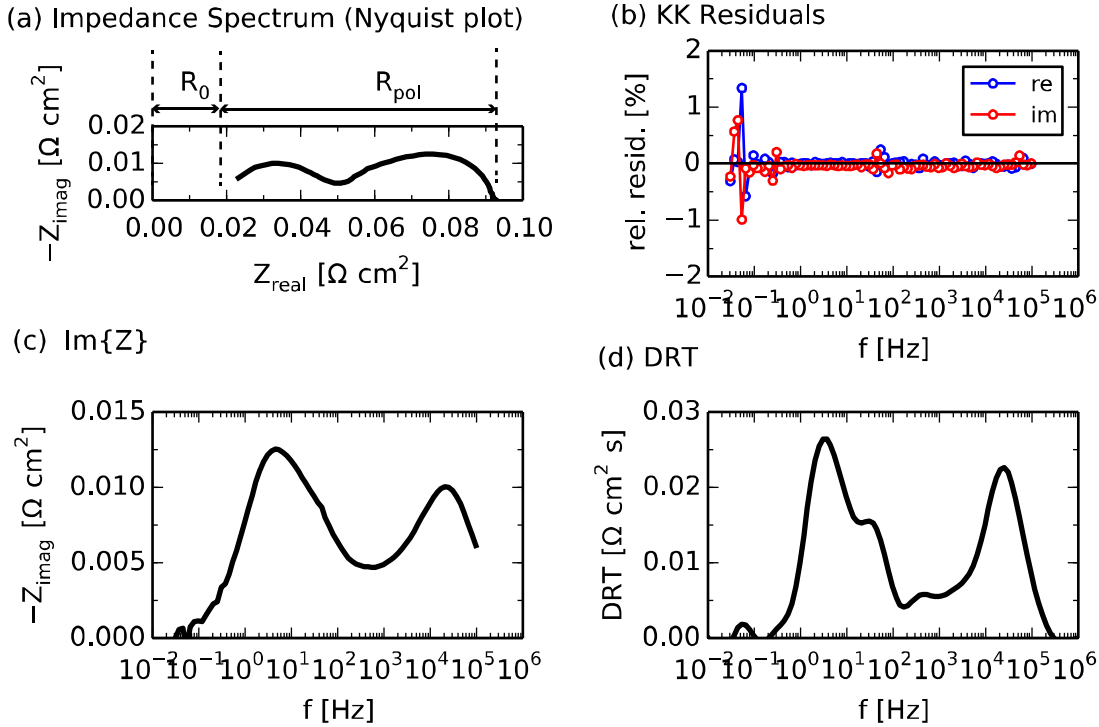 (a) Impedance Spectrum (Nyquist plot)
R₀
R_pol
−Z_imag [Ω cm²]
0.02
0.01
0.00
0.00 0.02 0.04 0.06 0.08 0.10
Z_real [Ω cm²]
(b) KK Residuals
rel. resid. [%]
2
1
0
−1
−2
re
im
10⁻² 10⁻¹ 10⁰ 10¹ 10² 10³ 10⁴ 10⁵ 10⁶
f [Hz]
(c) Im{Z}
−Z_imag [Ω cm²]
0.015
0.010
0.005
0.000
10⁻² 10⁻¹ 10⁰ 10¹ 10² 10³ 10⁴ 10⁵ 10⁶
f [Hz]
(d) DRT
DRT [Ω cm² s]
0.03
0.02
0.01
0.00
10⁻² 10⁻¹ 10⁰ 10¹ 10² 10³ 10⁴ 10⁵ 10⁶
f [Hz]